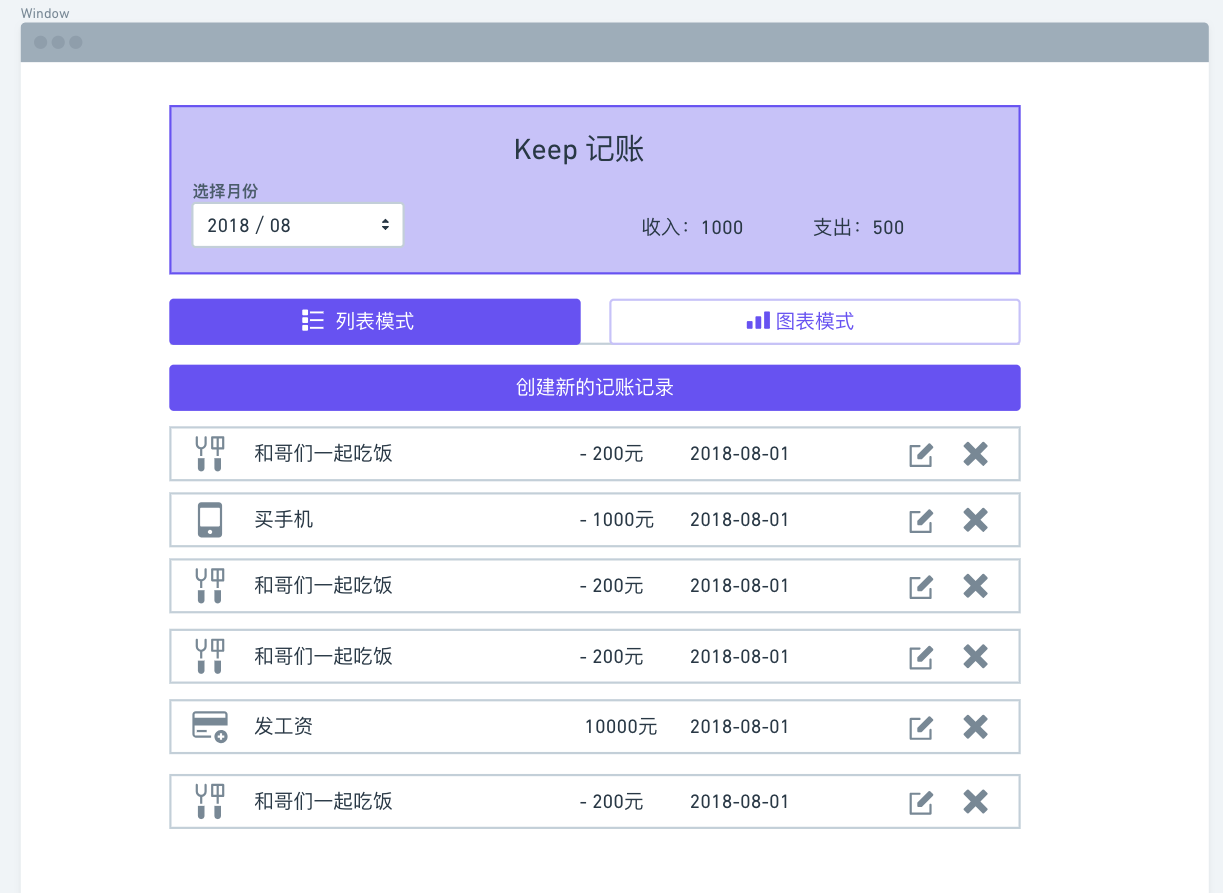 Window
Keep 记账
选择月份
2018 / 08
收入：1000 支出：500
列表模式 图表模式
创建新的记账记录
和哥们一起吃饭 - 200元 2018-08-01
买手机 - 1000元 2018-08-01
和哥们一起吃饭 - 200元 2018-08-01
和哥们一起吃饭 - 200元 2018-08-01
发工资 10000元 2018-08-01
和哥们一起吃饭 - 200元 2018-08-01